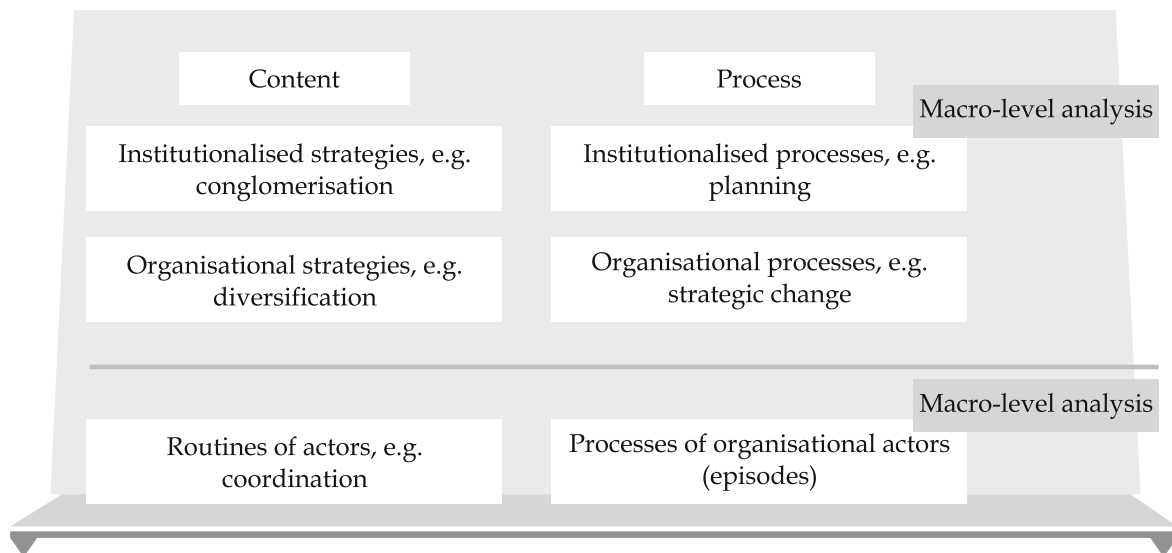 Content
Process
Macro-level analysis
Institutionalised strategies, e.g.
conglomerisation
Institutionalised processes, e.g.
planning
Organisational strategies, e.g.
diversification
Organisational processes, e.g.
strategic change
Macro-level analysis
Routines of actors, e.g.
coordination
Processes of organisational actors
(episodes)